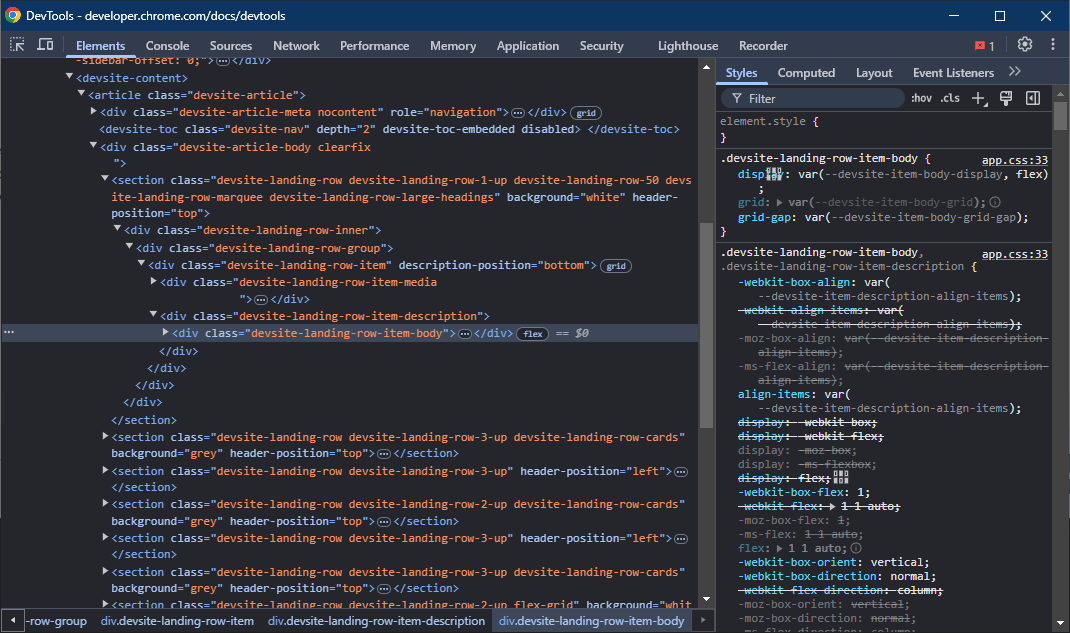 DevTools - developer.chrome.com/docs/devtools
Elements Console Sources Network Performance Memory Application Security Lighthouse Recorder 1
-sidebar-offset: 0;"></div>
<devsite-content>
<article class="devsite-article">
<div class="devsite-article-meta nocontent" role="navigation"></div> grid
<devsite-toc class="devsite-nav" depth="2" devsite-toc-embedded disabled> </devsite-toc>
<div class="devsite-article-body clearfix
">
<section class="devsite-landing-row devsite-landing-row-1-up devsite-landing-row-50 devs
ite-landing-row-marquee devsite-landing-row-large-headings" background="white" header-
position="top">
<div class="devsite-landing-row-inner">
<div class="devsite-landing-row-group">
<div class="devsite-landing-row-item" description-position="bottom"> grid
<div class="devsite-landing-row-item-media
"></div>
<div class="devsite-landing-row-item-description">
<div class="devsite-landing-row-item-body"></div> flex == $0
</div>
</div>
</div>
</div>
</section>
<section class="devsite-landing-row devsite-landing-row-3-up devsite-landing-row-cards"
background="grey" header-position="top"></section>
<section class="devsite-landing-row devsite-landing-row-3-up" header-position="left">
</section>
<section class="devsite-landing-row devsite-landing-row-2-up devsite-landing-row-cards"
background="grey" header-position="top"></section>
<section class="devsite-landing-row devsite-landing-row-3-up" header-position="left">
</section>
<section class="devsite-landing-row devsite-landing-row-3-up devsite-landing-row-cards"
background="grey" header-position="top"></section>
<section class="devsite-landing-row devsite-landing-row-2-up flex-grid" background="whit
-row-group div.devsite-landing-row-item div.devsite-landing-row-item-description div.devsite-landing-row-item-body
Styles Computed Layout Event Listeners
Filter :hov .cls
element.style {
}
.devsite-landing-row-item-body { app.css:33
display: var(--devsite-item-body-display, flex)
;
grid: var(--devsite-item-body-grid);
grid-gap: var(--devsite-item-body-grid-gap);
}
.devsite-landing-row-item-body, app.css:33
.devsite-landing-row-item-description {
-webkit-box-align: var(
--devsite-item-description-align-items);
-webkit-align-items: var(
--devsite-item-description-align-items);
-moz-box-align: var(--devsite-item-description-
align-items);
-ms-flex-align: var(--devsite-item-description-
align-items);
align-items: var(
--devsite-item-description-align-items);
display: -webkit-box;
display: -webkit-flex;
display: -moz-box;
display: -ms-flexbox;
display: flex;
-webkit-box-flex: 1;
-webkit-flex: 1 1 auto;
-moz-box-flex: 1;
-ms-flex: 1 1 auto;
flex: 1 1 auto;
-webkit-box-orient: vertical;
-webkit-box-direction: normal;
-webkit-flex-direction: column;
-moz-box-orient: vertical;
-moz-box-direction: normal;
-ms-flex-direction: column;